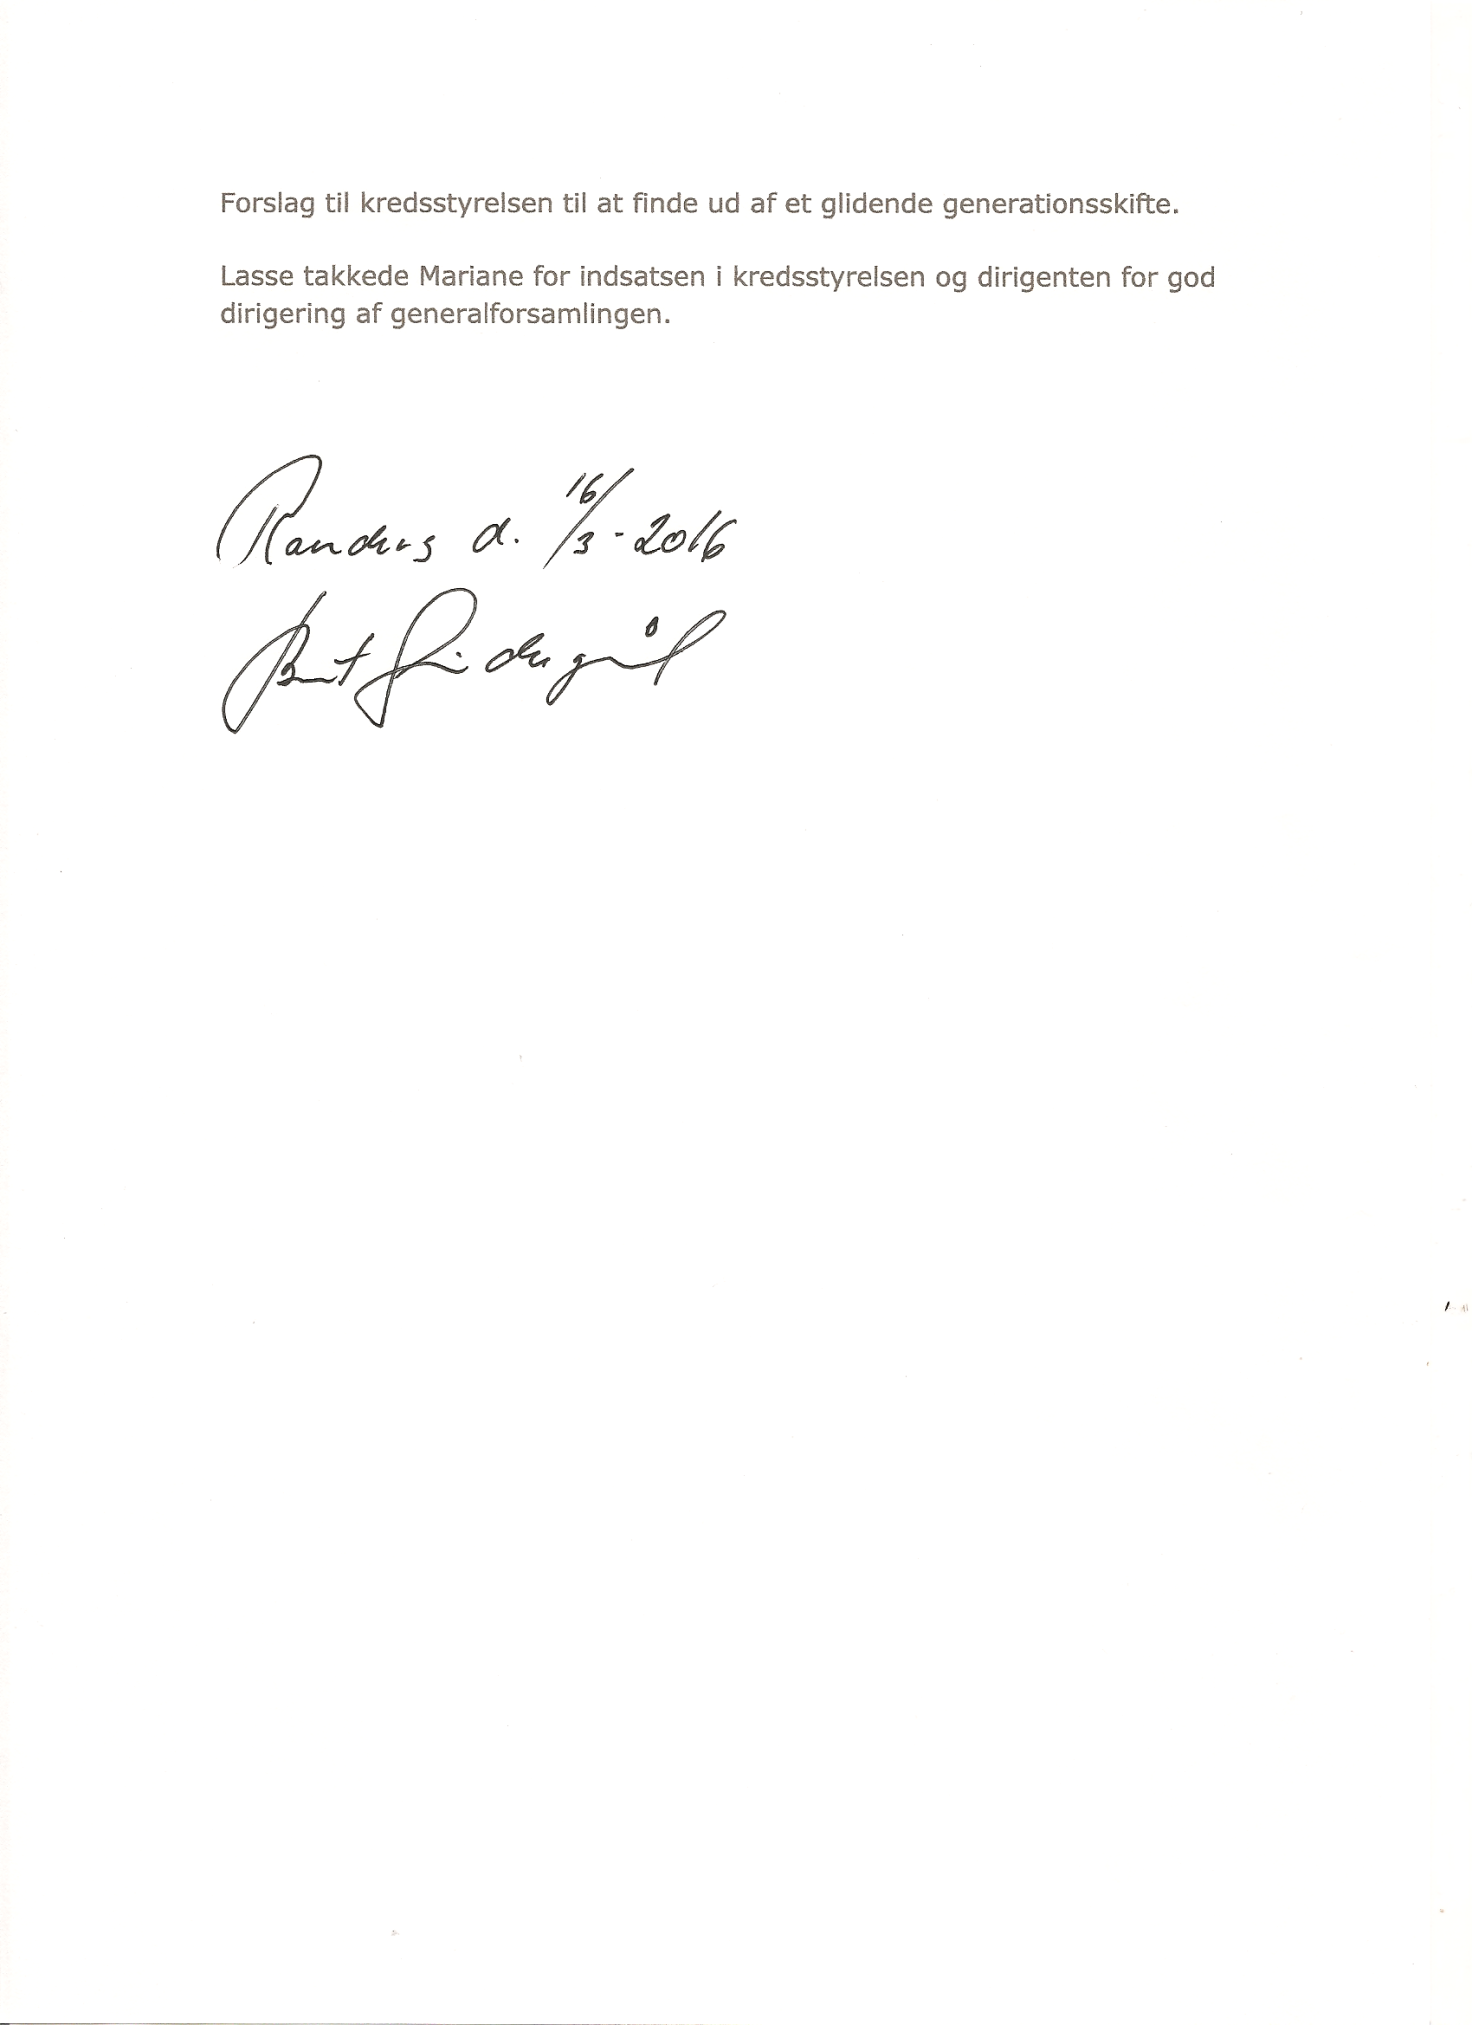 Forslag til kredsstyrelsen til at finde ud af et glidende generationsskifte.
Lasse takkede Mariane for indsatsen i kredsstyrelsen og dirigenten for god
dirigering af generalforsamlingen.
Randers d. 16/3-2016